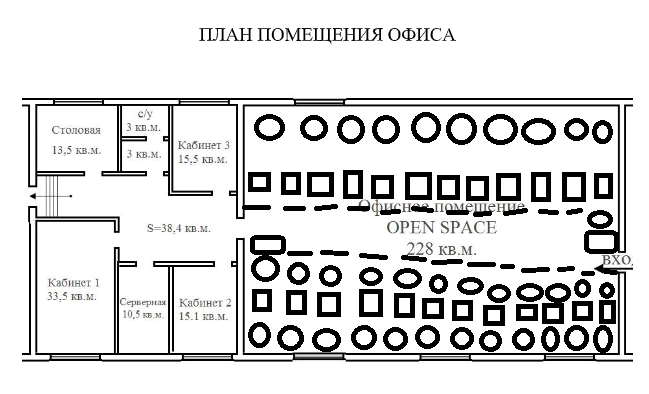 ПЛАН ПОМЕЩЕНИЯ ОФИСА
Столовая
13,5 кв.м.
с/у
3 кв.м.
3 кв.м.
Кабинет 3
15,5 кв.м.
S=38,4 кв.м.
Офисное помещение
OPEN SPACE
228 кв.м.
ВХО
Кабинет 1
33,5 кв.м.
Серверная
10,5 кв.м.
Кабинет 2
15.1 кв.м.